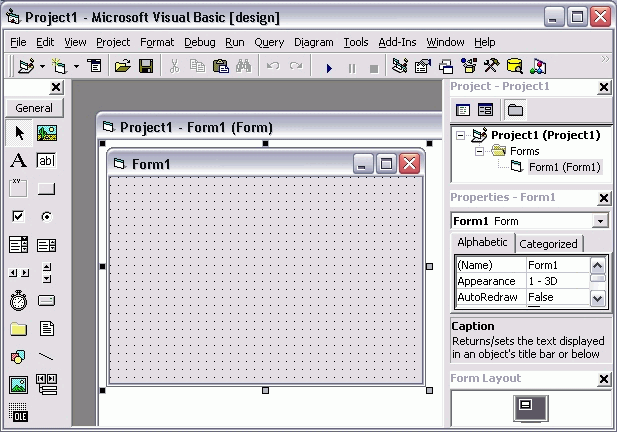 Project1 - Microsoft Visual Basic [design]
File Edit View Project Format Debug Run Query Diagram Tools Add-Ins Window Help
General
A
ab|
xy
OLE
Project1 - Form1 (Form)
Form1
Project - Project1
Project1 (Project1)
Forms
Form1 (Form1)
Properties - Form1
Form1 Form
Alphabetic Categorized
(Name) Form1
Appearance 1 - 3D
AutoRedraw False
Caption
Returns/sets the text displayed
in an object's title bar or below
Form Layout